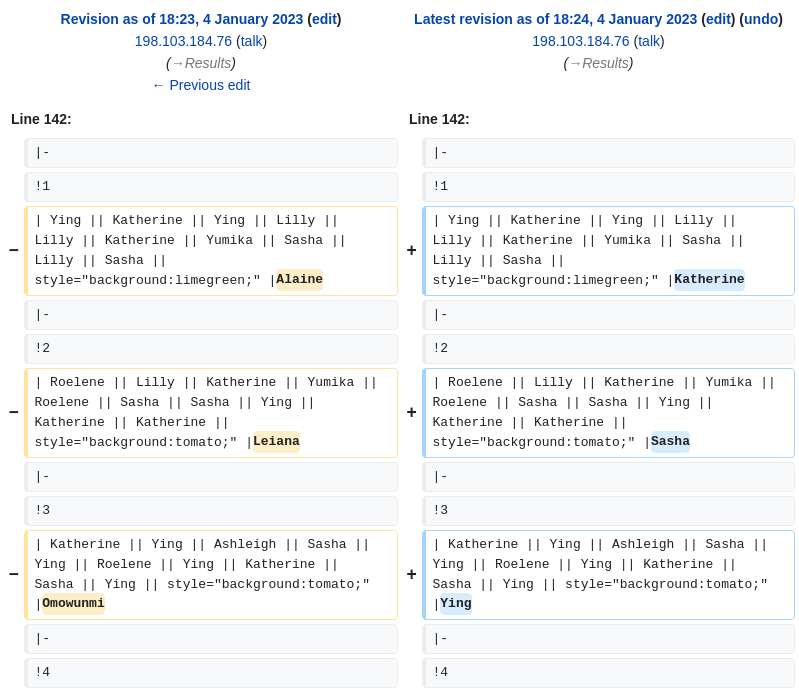 Revision as of 18:23, 4 January 2023 (edit)
198.103.184.76 (talk)
(→Results)
← Previous edit
Latest revision as of 18:24, 4 January 2023 (edit) (undo)
198.103.184.76 (talk)
(→Results)
Line 142:
Line 142:
|-
|-
!1
!1
− | Ying || Katherine || Ying || Lilly ||
Lilly || Katherine || Yumika || Sasha ||
Lilly || Sasha ||
style="background:limegreen;" |Alaine
+ | Ying || Katherine || Ying || Lilly ||
Lilly || Katherine || Yumika || Sasha ||
Lilly || Sasha ||
style="background:limegreen;" |Katherine
|-
|-
!2
!2
− | Roelene || Lilly || Katherine || Yumika ||
Roelene || Sasha || Sasha || Ying ||
Katherine || Katherine ||
style="background:tomato;" |Leiana
+ | Roelene || Lilly || Katherine || Yumika ||
Roelene || Sasha || Sasha || Ying ||
Katherine || Katherine ||
style="background:tomato;" |Sasha
|-
|-
!3
!3
− | Katherine || Ying || Ashleigh || Sasha ||
Ying || Roelene || Ying || Katherine ||
Sasha || Ying || style="background:tomato;"
|Omowunmi
+ | Katherine || Ying || Ashleigh || Sasha ||
Ying || Roelene || Ying || Katherine ||
Sasha || Ying || style="background:tomato;"
|Ying
|-
|-
!4
!4